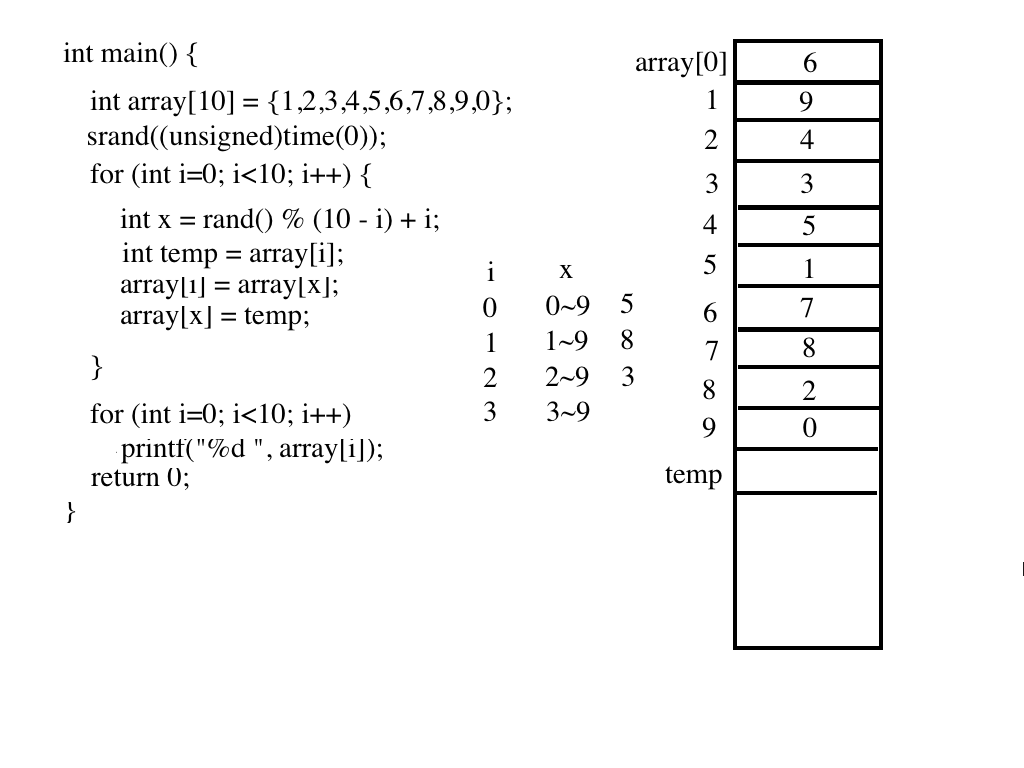 int main() {
int array[10] = {1,2,3,4,5,6,7,8,9,0};
srand((unsigned)time(0));
for (int i=0; i<10; i++) {
int x = rand() % (10 - i) + i;
int temp = array[i];
array[i] = array[x];
array[x] = temp;
}
for (int i=0; i<10; i++)
printf("%d ", array[i]);
return 0;
}
i x
0 0~9 5
1 1~9 8
2 2~9 3
3 3~9
array[0] 6
1 9
2 4
3 3
4 5
5 1
6 7
7 8
8 2
9 0
temp